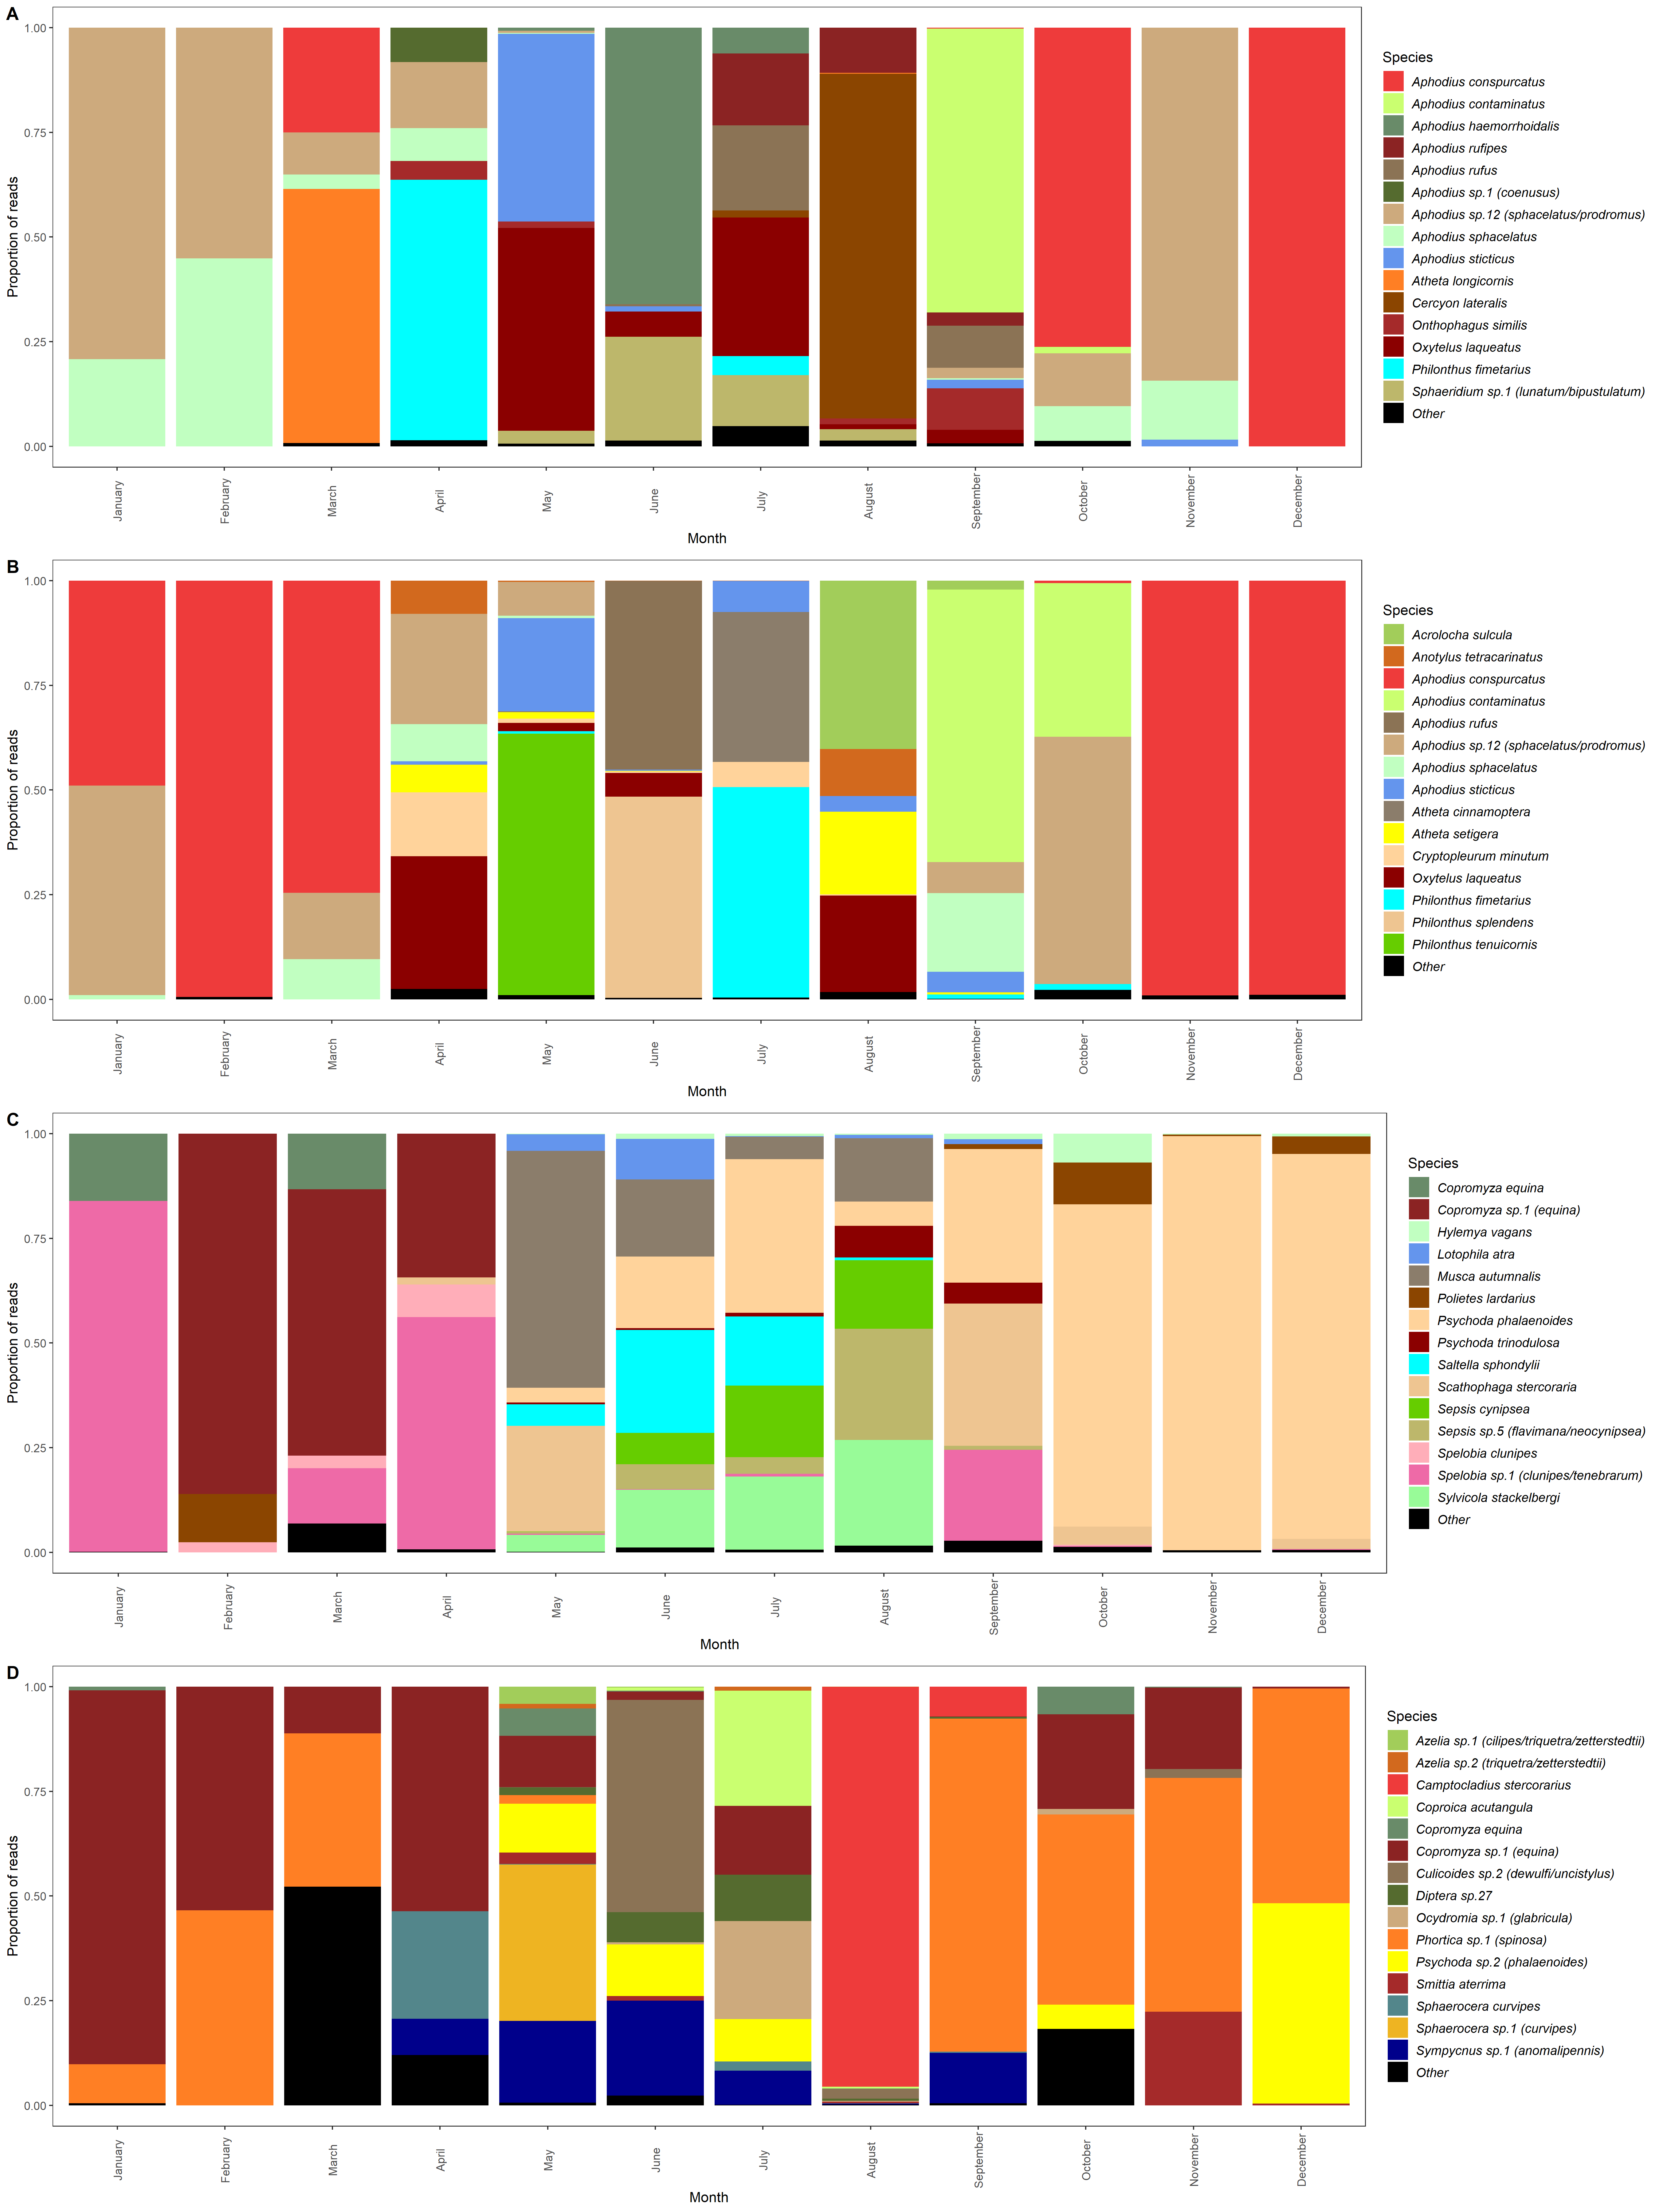 A
1.00
0.75
0.50
0.25
0.00
Proportion of reads
January
February
March
April
May
June
July
August
September
October
November
December
Month
Species
Aphodius conspurcatus
Aphodius contaminatus
Aphodius haemorrhoidalis
Aphodius rufipes
Aphodius rufus
Aphodius sp.1 (coenusus)
Aphodius sp.12 (sphacelatus/prodromus)
Aphodius sphacelatus
Aphodius sticticus
Atheta longicornis
Cercyon lateralis
Onthophagus similis
Oxytelus laqueatus
Philonthus fimetarius
Sphaeridium sp.1 (lunatum/bipustulatum)
Other
B
1.00
0.75
0.50
0.25
0.00
Proportion of reads
January
February
March
April
May
June
July
August
September
October
November
December
Month
Species
Acrolocha sulcula
Anotylus tetracarinatus
Aphodius conspurcatus
Aphodius contaminatus
Aphodius rufus
Aphodius sp.12 (sphacelatus/prodromus)
Aphodius sphacelatus
Aphodius sticticus
Atheta cinnamoptera
Atheta setigera
Cryptopleurum minutum
Oxytelus laqueatus
Philonthus fimetarius
Philonthus splendens
Philonthus tenuicornis
Other
C
1.00
0.75
0.50
0.25
0.00
Proportion of reads
January
February
March
April
May
June
July
August
September
October
November
December
Month
Species
Copromyza equina
Copromyza sp.1 (equina)
Hylemya vagans
Lotophila atra
Musca autumnalis
Polietes lardarius
Psychoda phalaenoides
Psychoda trinodulosa
Saltella sphondylii
Scathophaga stercoraria
Sepsis cynipsea
Sepsis sp.5 (flavimana/neocynipsea)
Spelobia clunipes
Spelobia sp.1 (clunipes/tenebrarum)
Sylvicola stackelbergi
Other
D
1.00
0.75
0.50
0.25
0.00
Proportion of reads
January
February
March
April
May
June
July
August
September
October
November
December
Month
Species
Azelia sp.1 (cilipes/triquetra/zetterstedtii)
Azelia sp.2 (triquetra/zetterstedtii)
Camptocladius stercorarius
Coproica acutangula
Copromyza equina
Copromyza sp.1 (equina)
Culicoides sp.2 (dewulfi/uncistylus)
Diptera sp.27
Ocydromia sp.1 (glabricula)
Phortica sp.1 (spinosa)
Psychoda sp.2 (phalaenoides)
Smittia aterrima
Sphaerocera curvipes
Sphaerocera sp.1 (curvipes)
Sympycnus sp.1 (anomalipennis)
Other